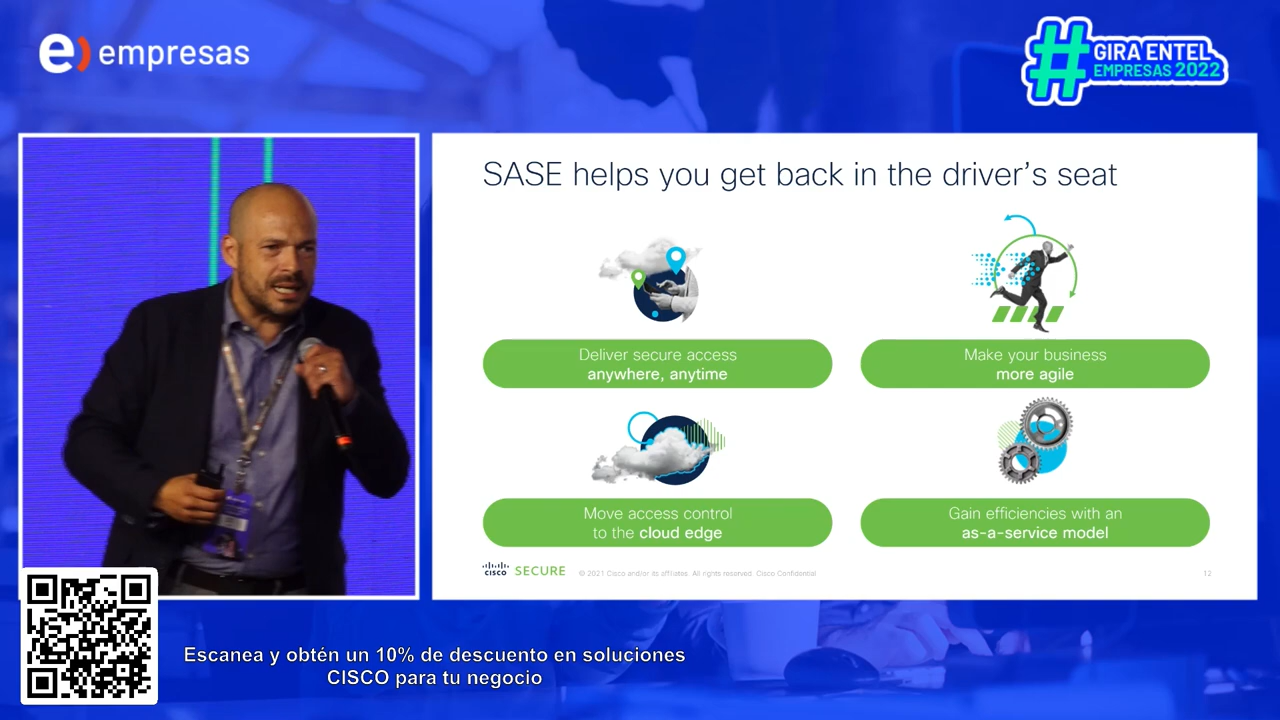 e) empresas
# GIRA ENTEL
EMPRESAS 2022
SASE helps you get back in the driver's seat
Deliver secure access
anywhere, anytime
Make your business
more agile
Move access control
to the cloud edge
Gain efficiencies with an
as-a-service model
CISCO SECURE © 2021 Cisco and/or its affiliates. All rights reserved. Cisco Confidential 12
Escanea y obtén un 10% de descuento en soluciones
CISCO para tu negocio